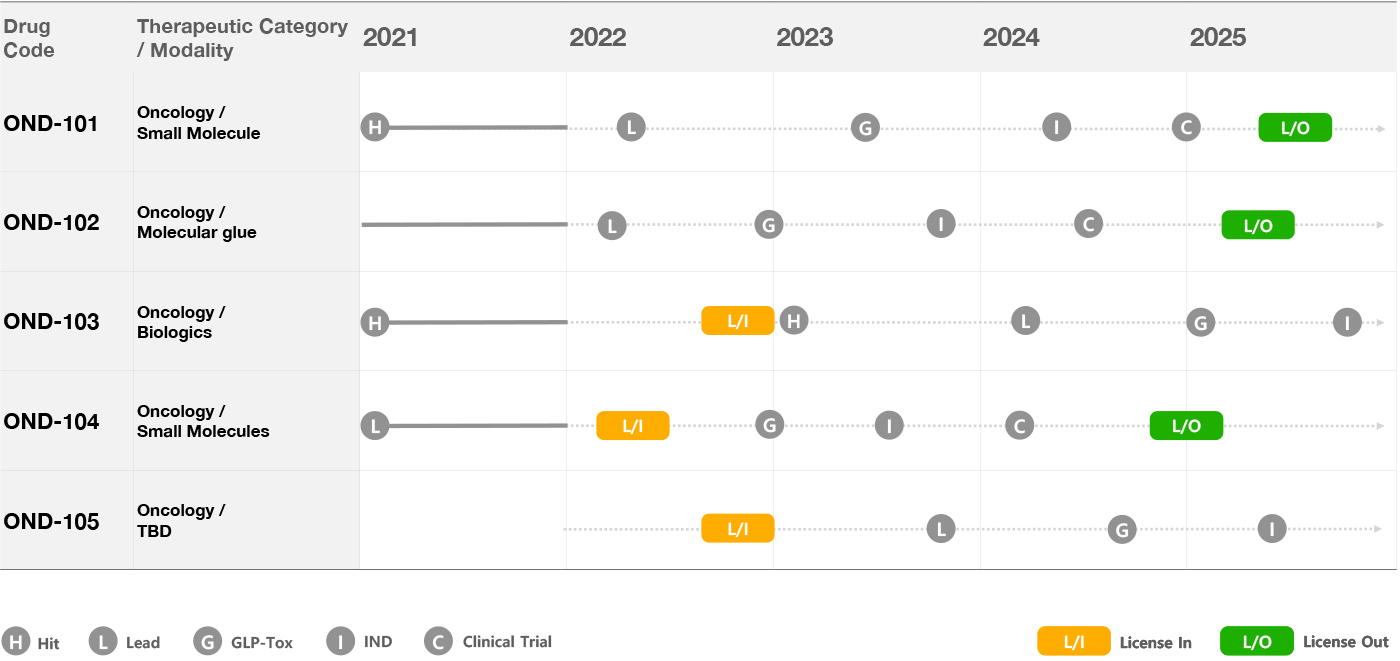 Drug
Code
Therapeutic Category
/ Modality
2021
2022
2023
2024
2025
OND-101
Oncology /
Small Molecule
H
L
G
I
C
L/O
OND-102
Oncology /
Molecular glue
L
G
I
C
L/O
OND-103
Oncology /
Biologics
H
L/I
H
L
G
I
OND-104
Oncology /
Small Molecules
L
L/I
G
I
C
L/O
OND-105
Oncology /
TBD
L/I
L
G
I
H Hit
L Lead
G GLP-Tox
I IND
C Clinical Trial
L/I License In
L/O License Out